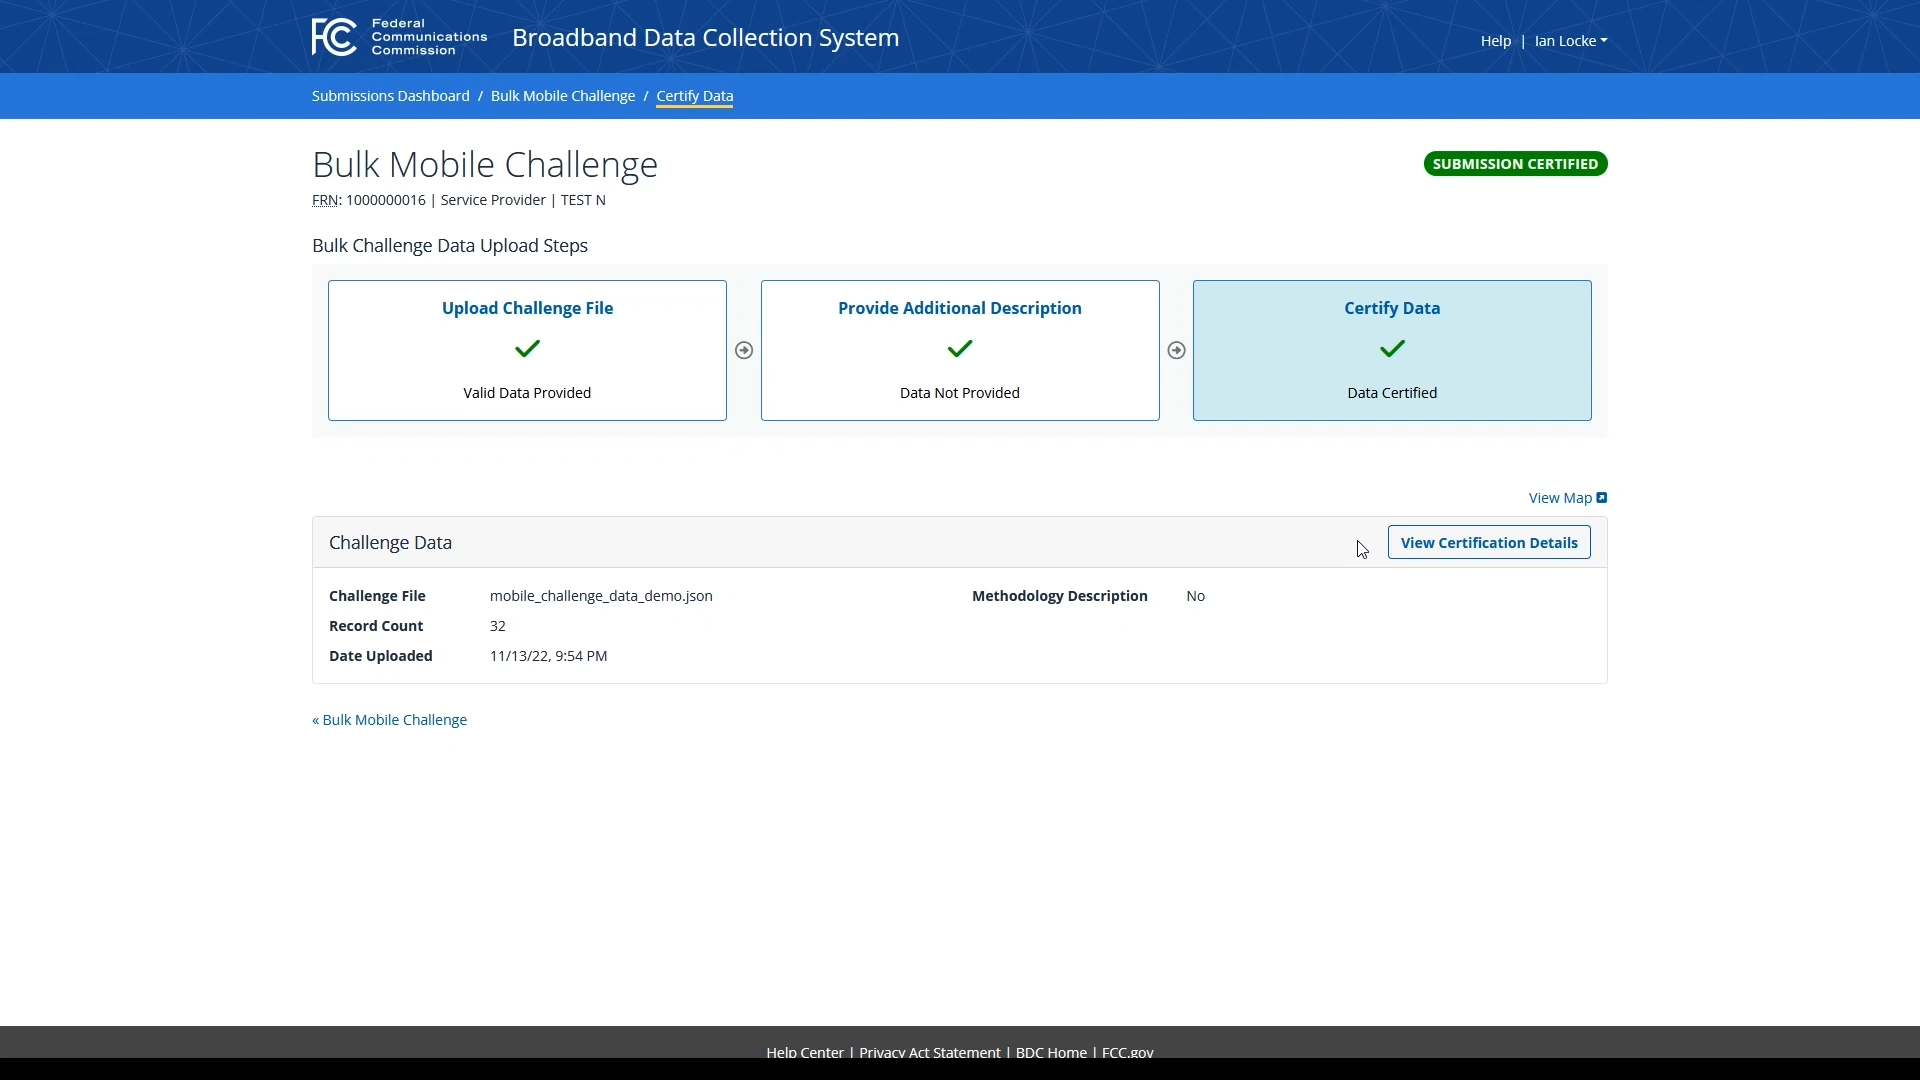 Federal
Communications
Commission
Broadband Data Collection System
Help | Ian Locke
Submissions Dashboard / Bulk Mobile Challenge / Certify Data
Bulk Mobile Challenge
SUBMISSION CERTIFIED
FRN: 1000000016 | Service Provider | TEST N
Bulk Challenge Data Upload Steps
Upload Challenge File
Valid Data Provided
Provide Additional Description
Data Not Provided
Certify Data
Data Certified
View Map
Challenge Data
View Certification Details
Challenge File mobile_challenge_data_demo.json
Methodology Description No
Record Count 32
Date Uploaded 11/13/22, 9:54 PM
« Bulk Mobile Challenge
Help Center | Privacy Act Statement | BDC Home | FCC.gov